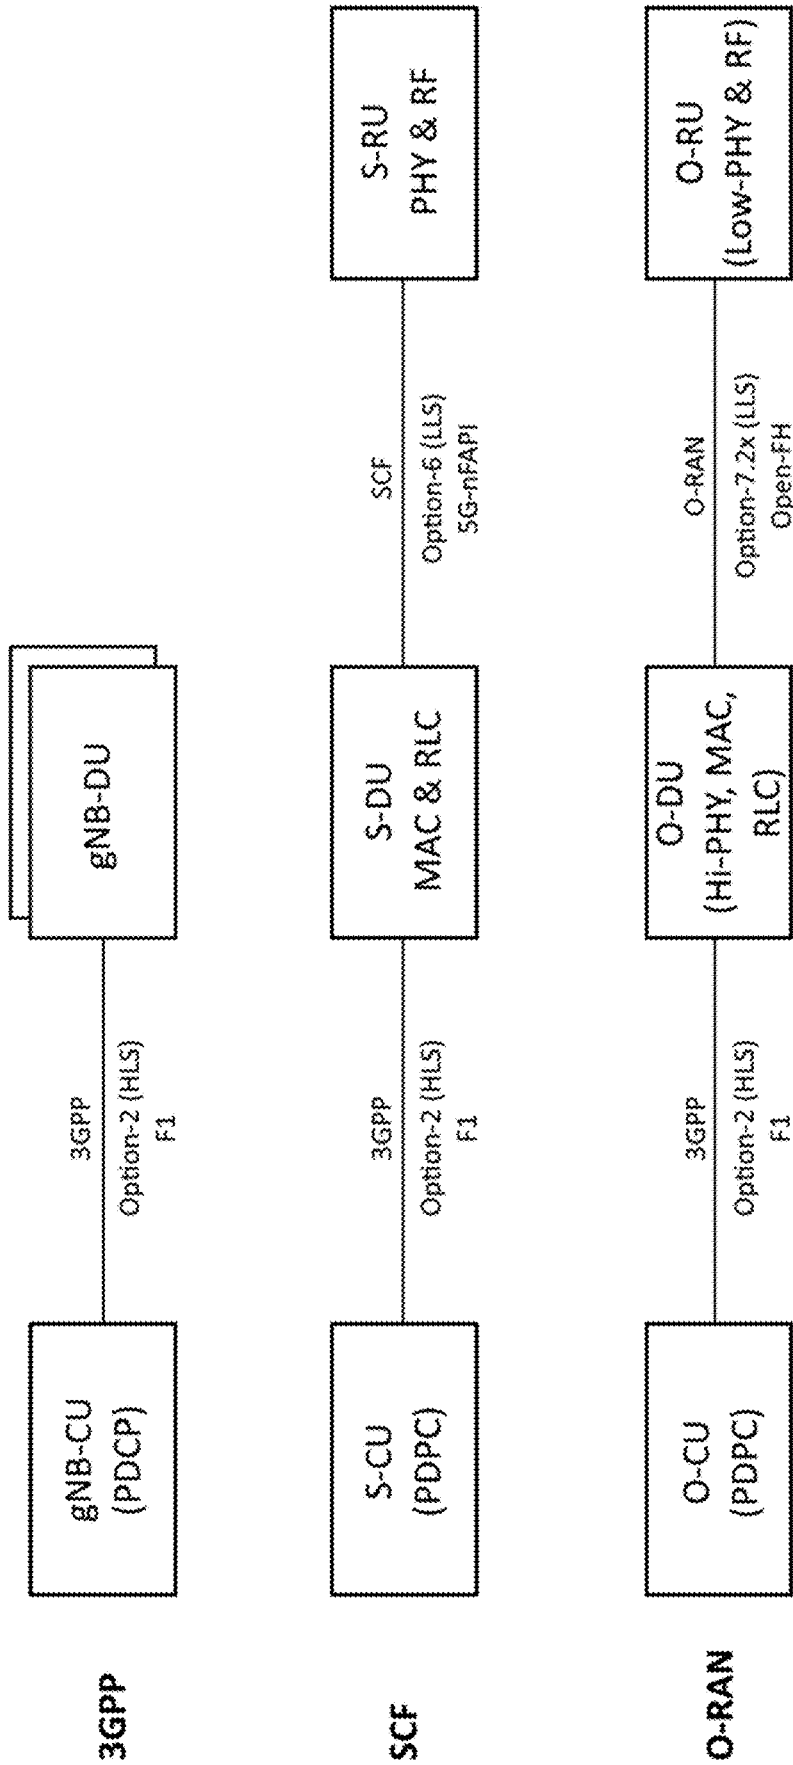 3GPP
gNB-CU
(PDCP)
3GPP
Option-2 (HLS)
F1
gNB-DU
SCF
S-CU
(PDPC)
3GPP
Option-2 (HLS)
F1
S-DU
MAC & RLC
SCF
Option-6 (LLS)
5G-nFAPI
S-RU
PHY & RF
O-RAN
O-CU
(PDPC)
3GPP
Option-2 (HLS)
F1
O-DU
(Hi-PHY, MAC,
RLC)
O-RAN
Option-7.2x (LLS)
Open-FH
O-RU
(Low-PHY & RF)